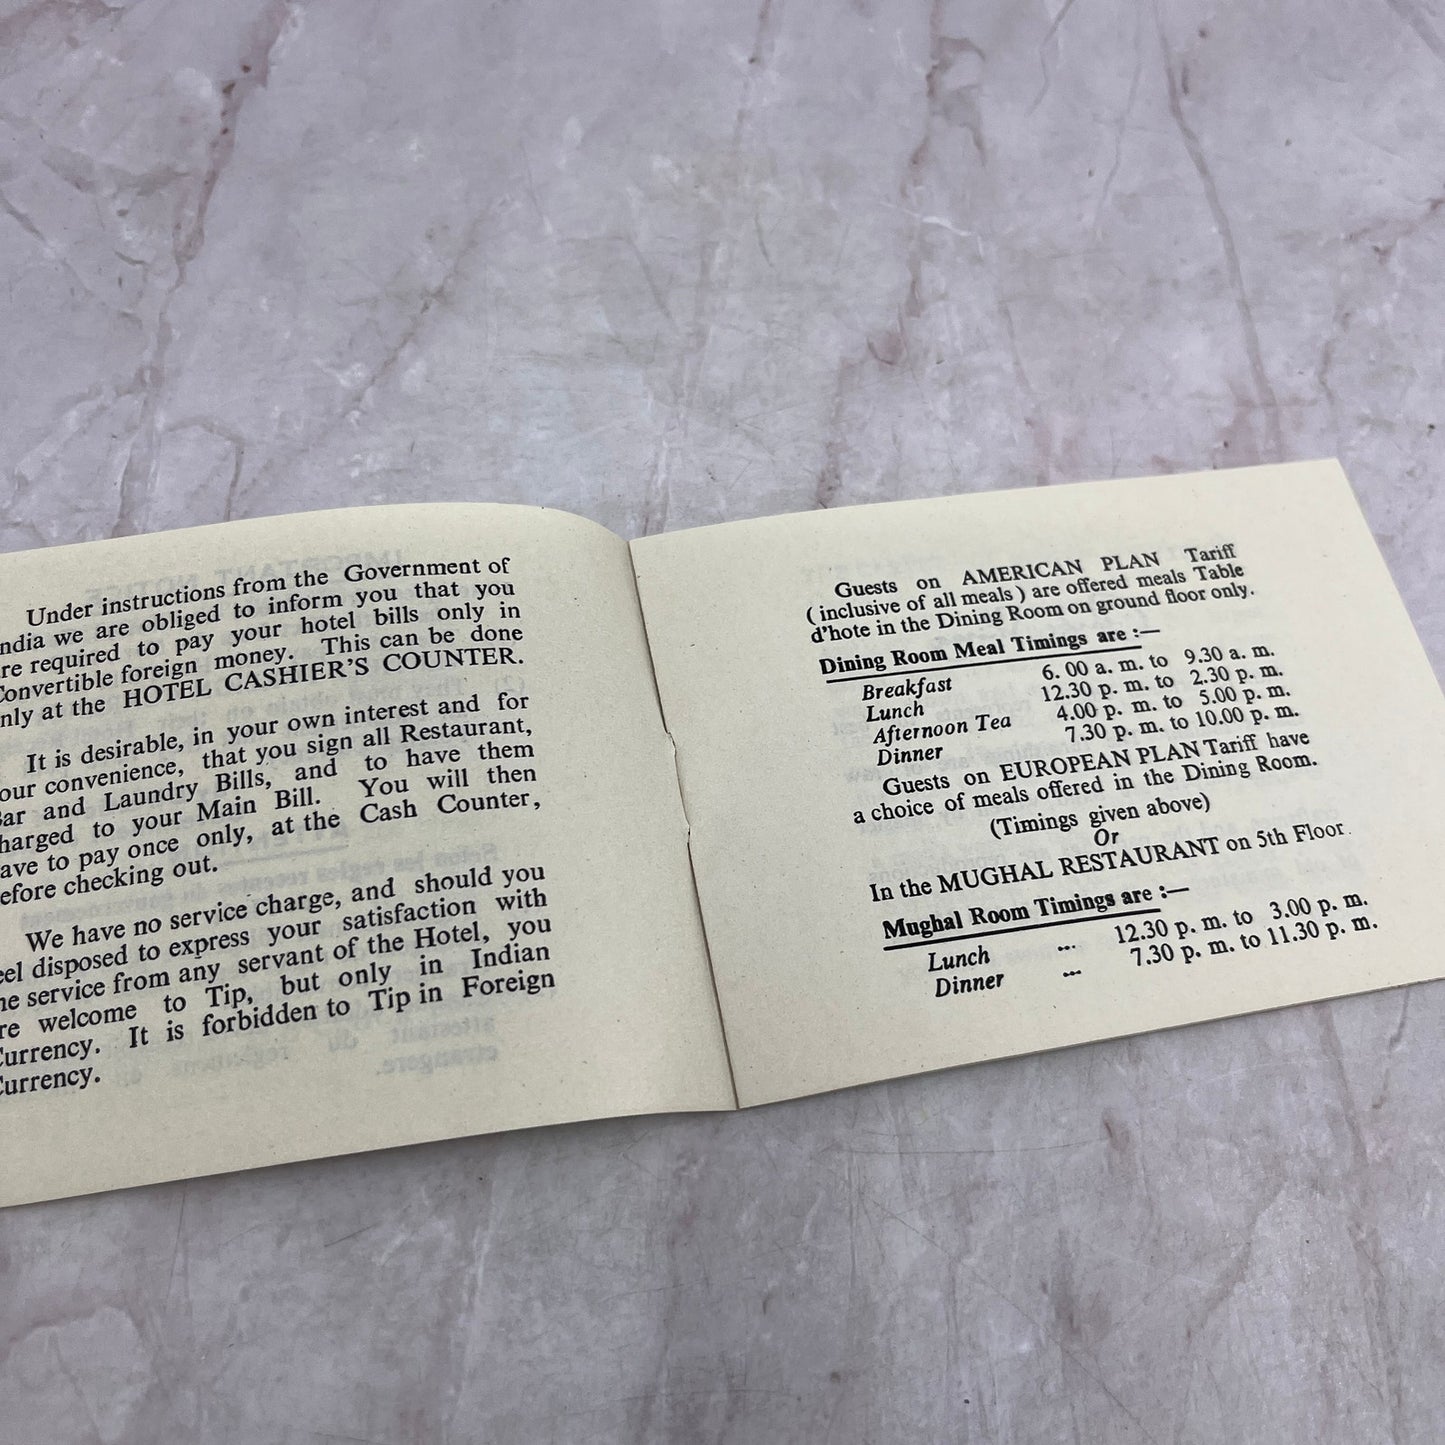 Under instructions from the Government of
ndia we are obliged to inform you that you
re required to pay your hotel bills only in
onvertible foreign money. This can be done
nly at the HOTEL CASHIER'S COUNTER.
It is desirable, in your own interest and for
our convenience, that you sign all Restaurant,
ar and Laundry Bills, and to have them
harged to your Main Bill. You will then
ave to pay once only, at the Cash Counter,
efore checking out.
We have no service charge, and should you
eel disposed to express your satisfaction with
he service from any servant of the Hotel, you
re welcome to Tip, but only in Indian
Currency. It is forbidden to Tip in Foreign
Currency.
Guests on AMERICAN PLAN Tariff
( inclusive of all meals ) are offered meals Table
d'hote in the Dining Room on ground floor only.
Dining Room Meal Timings are :—
Breakfast 6. 00 a. m. to 9.30 a. m.
Lunch 12.30 p. m. to 2.30 p. m.
Afternoon Tea 4.00 p. m. to 5.00 p. m.
Dinner 7.30 p. m. to 10.00 p. m.
Guests on EUROPEAN PLAN Tariff have
a choice of meals offered in the Dining Room.
(Timings given above)
Or
In the MUGHAL RESTAURANT on 5th Floor.
Mughal Room Timings are :—
Lunch ... 12.30 p. m. to 3.00 p. m.
Dinner ... 7.30 p. m. to 11.30 p. m.